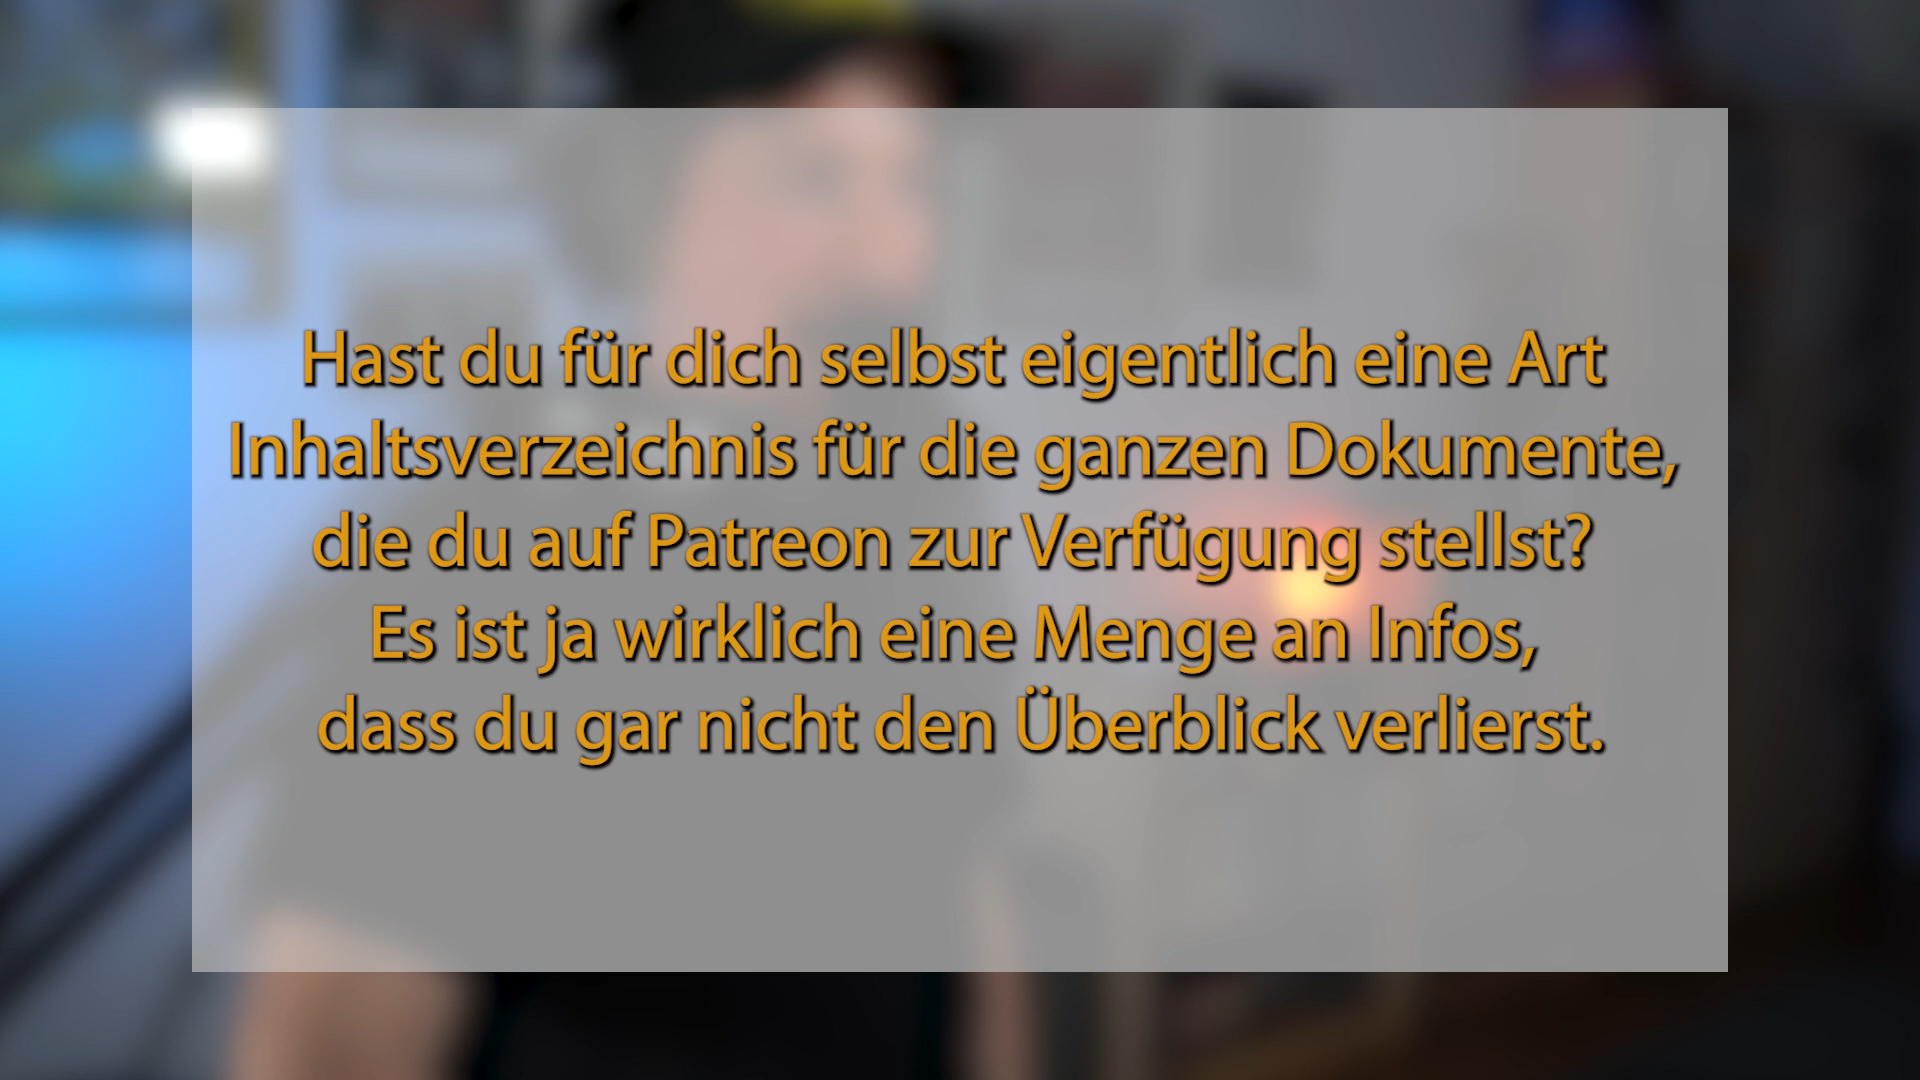 Hast du für dich selbst eigentlich eine Art
Inhaltsverzeichnis für die ganzen Dokumente,
die du auf Patreon zur Verfügung stellst?
Es ist ja wirklich eine Menge an Infos,
dass du gar nicht den Überblick verlierst.